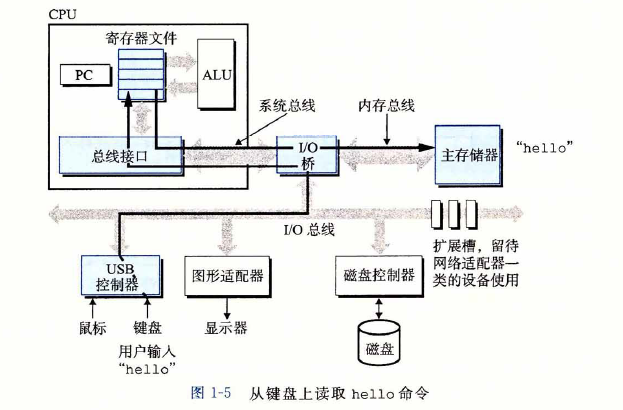 CPU
寄存器文件
PC
ALU
系统总线
内存总线
总线接口
I/O
桥
主存储器
“hello”
I/O 总线
扩展槽，留待
网络适配器一
类的设备使用
USB
控制器
图形适配器
磁盘控制器
鼠标
键盘
显示器
用户输入
“hello”
磁盘
图 1-5 从键盘上读取 hello 命令